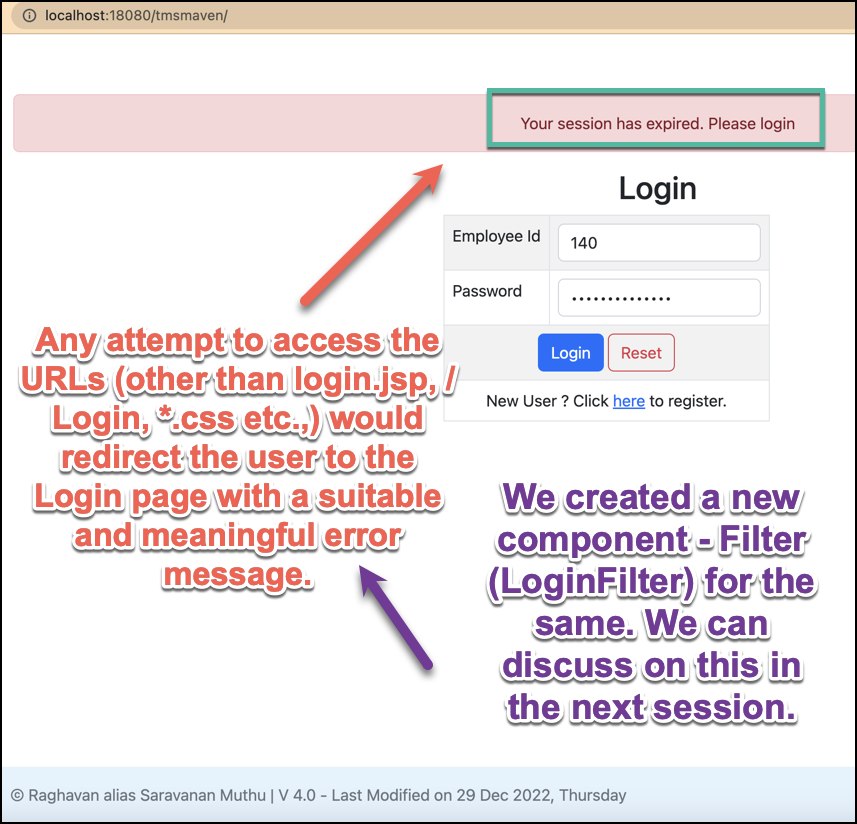 localhost:18080/tmsmaven/
Your session has expired. Please login
Login
Employee Id
140
Password
••••••••••••••
Login
Reset
New User ? Click here to register.
Any attempt to access the
URLs (other than login.jsp, /
Login, *.css etc.,) would
redirect the user to the
Login page with a suitable
and meaningful error
message.
We created a new
component - Filter
(LoginFilter) for the
same. We can
discuss on this in
the next session.
© Raghavan alias Saravanan Muthu | V 4.0 - Last Modified on 29 Dec 2022, Thursday